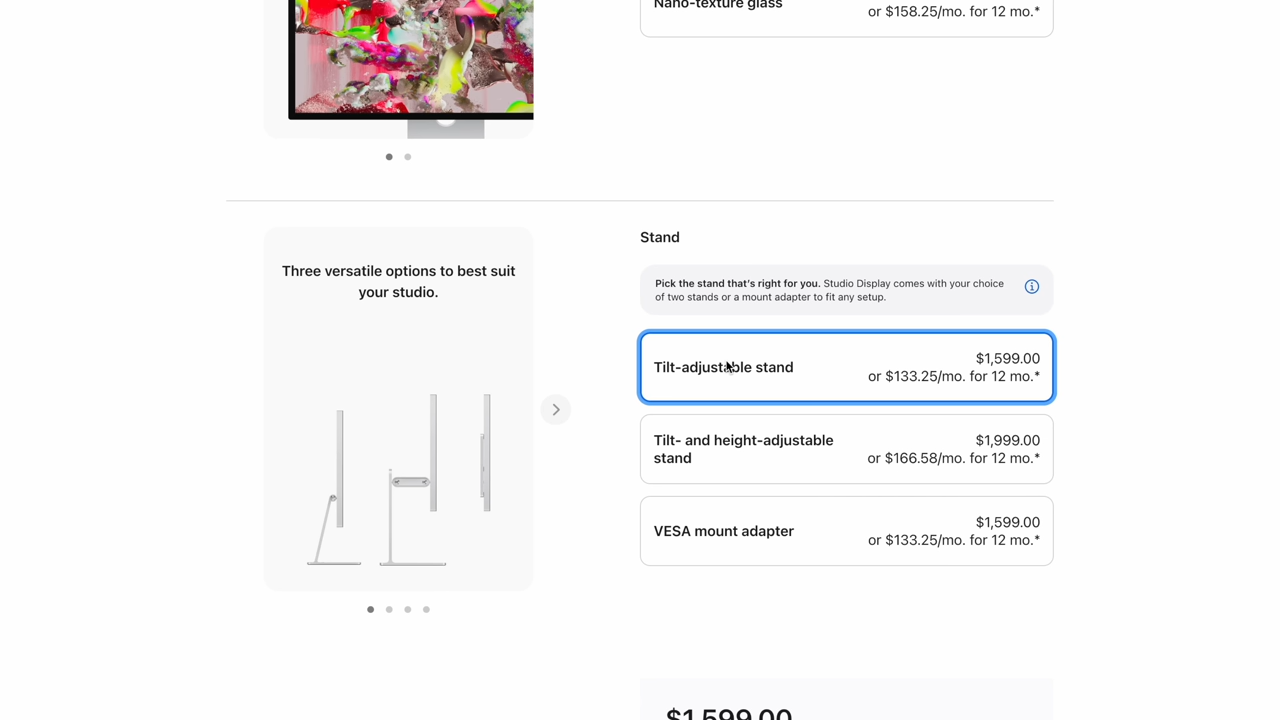 Nano-texture glass
or $158.25/mo. for 12 mo.*
Three versatile options to best suit
your studio.
Stand
Pick the stand that's right for you. Studio Display comes with your choice
of two stands or a mount adapter to fit any setup.
Tilt-adjustable stand
$1,599.00
or $133.25/mo. for 12 mo.*
Tilt- and height-adjustable
stand
$1,999.00
or $166.58/mo. for 12 mo.*
VESA mount adapter
$1,599.00
or $133.25/mo. for 12 mo.*
$1,599.00